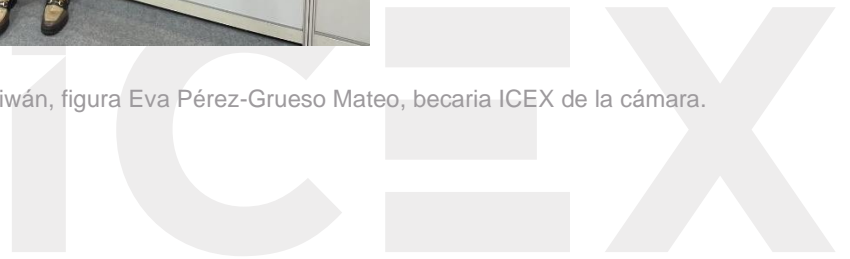 iwán, figura Eva Pérez-Grueso Mateo, becaria ICEX de la cámara.
ICEX